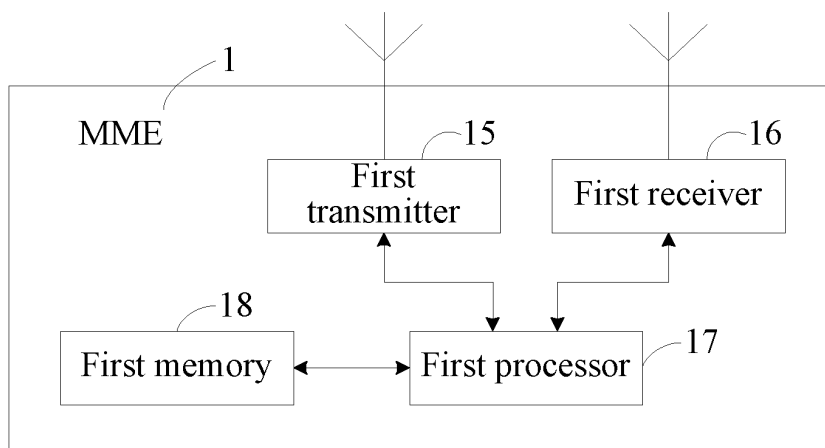 1
MME
15
16
First
transmitter
First receiver
18
17
First memory
First processor